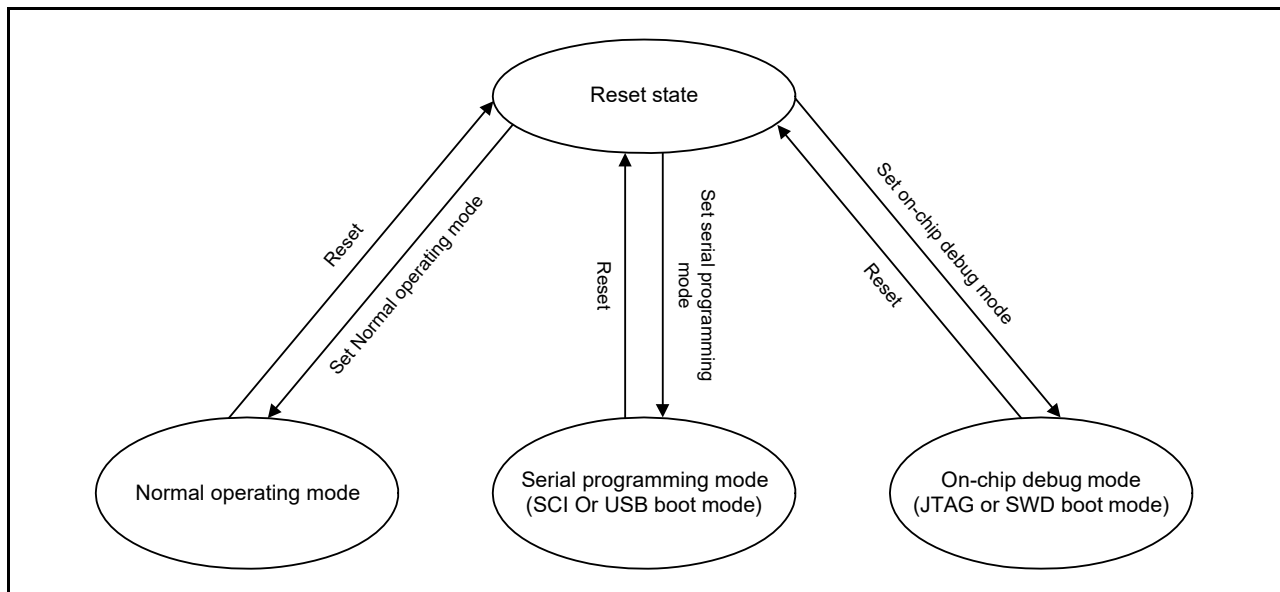 Reset state
Reset
Set Normal operating mode
Reset
Set serial programming
mode
Reset
Set on-chip debug mode
Normal operating mode
Serial programming mode
(SCI Or USB boot mode)
On-chip debug mode
(JTAG or SWD boot mode)